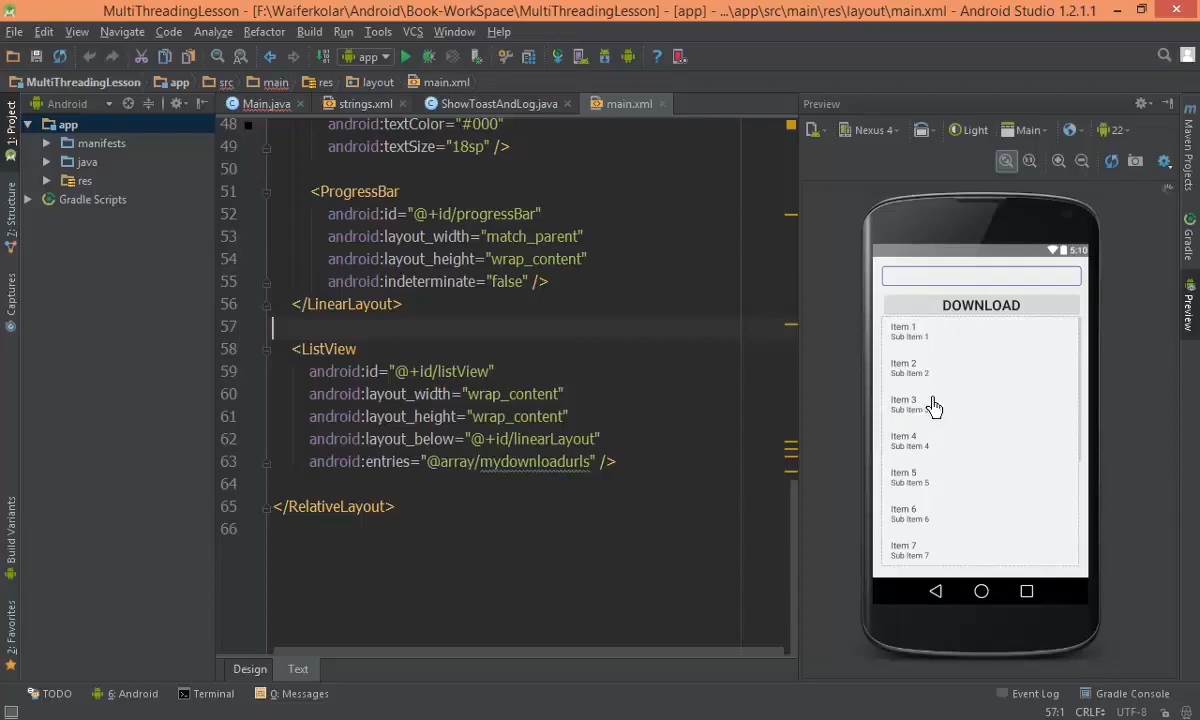 MultiThreadingLesson - [F:\Waiferkolar\Android\Book-WorkSpace\MultiThreadingLesson] - [app] - ...\app\src\main\res\layout\main.xml - Android Studio 1.2.1.1
File Edit View Navigate Code Analyze Refactor Build Run Tools VCS Window Help
app
MultiThreadingLesson app src main res layout main.xml
Android Main.java strings.xml ShowToastAndLog.java main.xml Preview
1: Project
7: Structure
Captures
Build Variants
2: Favorites
app
manifests
java
res
Gradle Scripts
48 android:textColor="#000"
49 android:textSize="18sp" />
50
51 <ProgressBar
52 android:id="@+id/progressBar"
53 android:layout_width="match_parent"
54 android:layout_height="wrap_content"
55 android:indeterminate="false" />
56 </LinearLayout>
57
58 <ListView
59 android:id="@+id/listView"
60 android:layout_width="wrap_content"
61 android:layout_height="wrap_content"
62 android:layout_below="@+id/linearLayout"
63 android:entries="@array/mydownloadurls" />
64
65 </RelativeLayout>
66
Design Text
Nexus 4 Light Main 22
5:10
DOWNLOAD
Item 1
Sub Item 1
Item 2
Sub Item 2
Item 3
Sub Item
Item 4
Sub Item 4
Item 5
Sub Item 5
Item 6
Sub Item 6
Item 7
Sub Item 7
Maven Projects
Gradle
Preview
TODO 6: Android Terminal 0: Messages Event Log Gradle Console
57:1 CRLF UTF-8